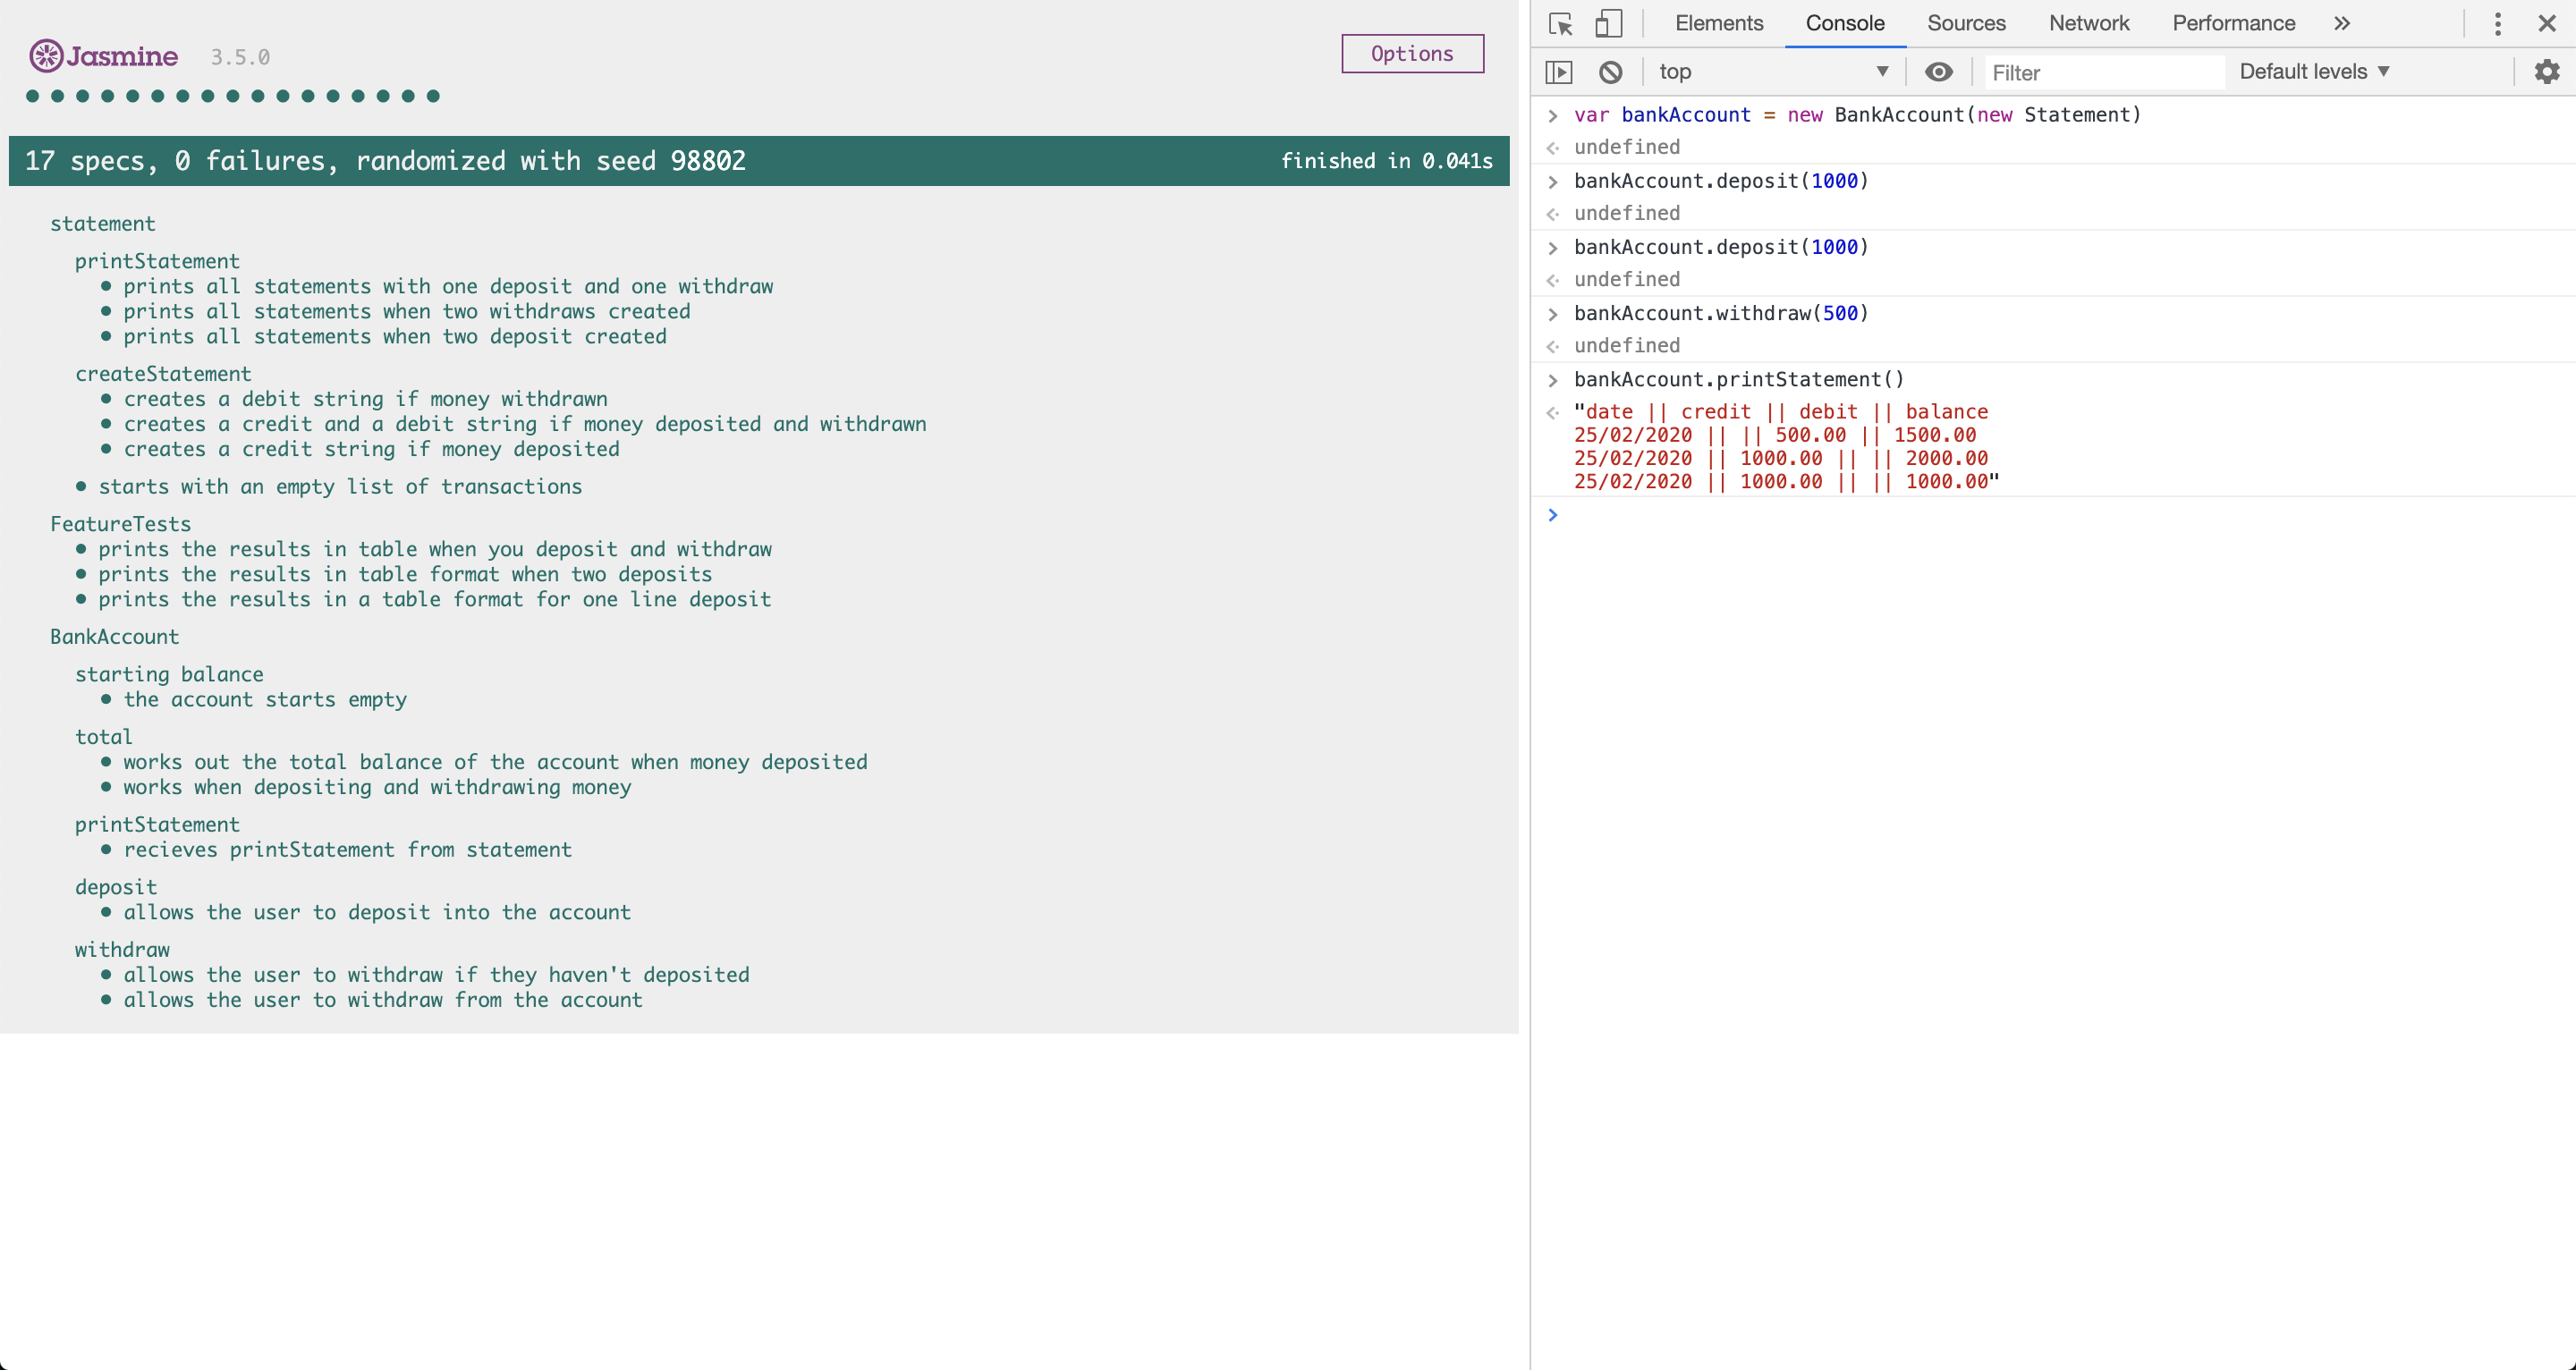 Jasmine 3.5.0
Options
17 specs, 0 failures, randomized with seed 98802
finished in 0.041s
statement
printStatement
• prints all statements with one deposit and one withdraw
• prints all statements when two withdraws created
• prints all statements when two deposit created
createStatement
• creates a debit string if money withdrawn
• creates a credit and a debit string if money deposited and withdrawn
• creates a credit string if money deposited
• starts with an empty list of transactions
FeatureTests
• prints the results in table when you deposit and withdraw
• prints the results in table format when two deposits
• prints the results in a table format for one line deposit
BankAccount
starting balance
• the account starts empty
total
• works out the total balance of the account when money deposited
• works when depositing and withdrawing money
printStatement
• recieves printStatement from statement
deposit
• allows the user to deposit into the account
withdraw
• allows the user to withdraw if they haven't deposited
• allows the user to withdraw from the account
Elements Console Sources Network Performance »
top Filter Default levels
> var bankAccount = new BankAccount(new Statement)
undefined
> bankAccount.deposit(1000)
undefined
> bankAccount.deposit(1000)
undefined
> bankAccount.withdraw(500)
undefined
> bankAccount.printStatement()
"date || credit || debit || balance
25/02/2020 || || 500.00 || 1500.00
25/02/2020 || 1000.00 || || 2000.00
25/02/2020 || 1000.00 || || 1000.00"
>